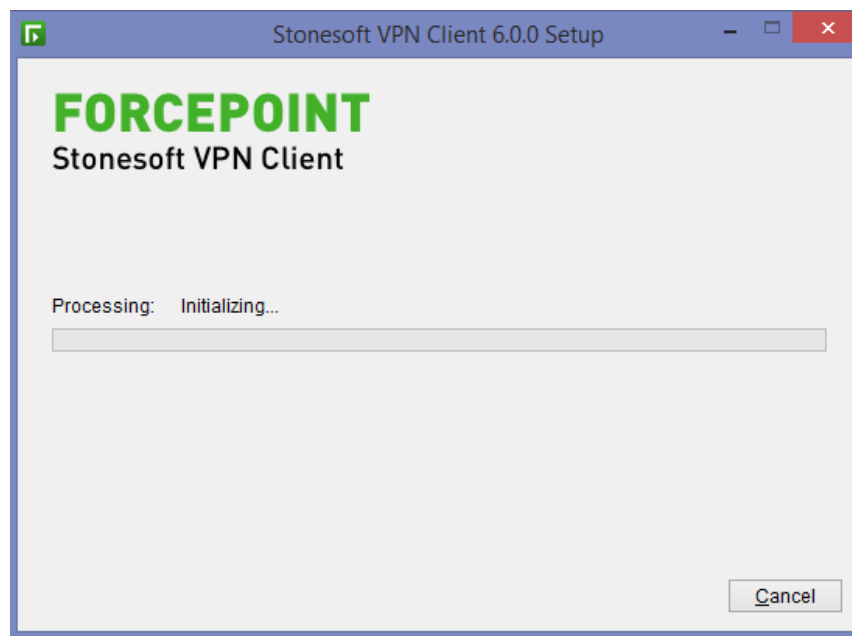 Stonesoft VPN Client 6.0.0 Setup
FORCEPOINT
Stonesoft VPN Client
Processing: Initializing...
Cancel